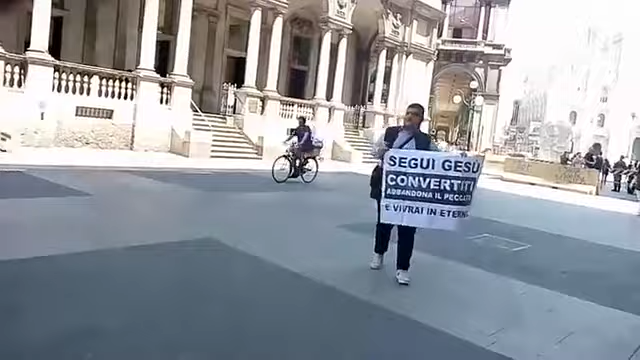 SEGUI GESÙ
CONVERTITI
ABBANDONA IL PECCATO
E VIVRAI IN ETERNO